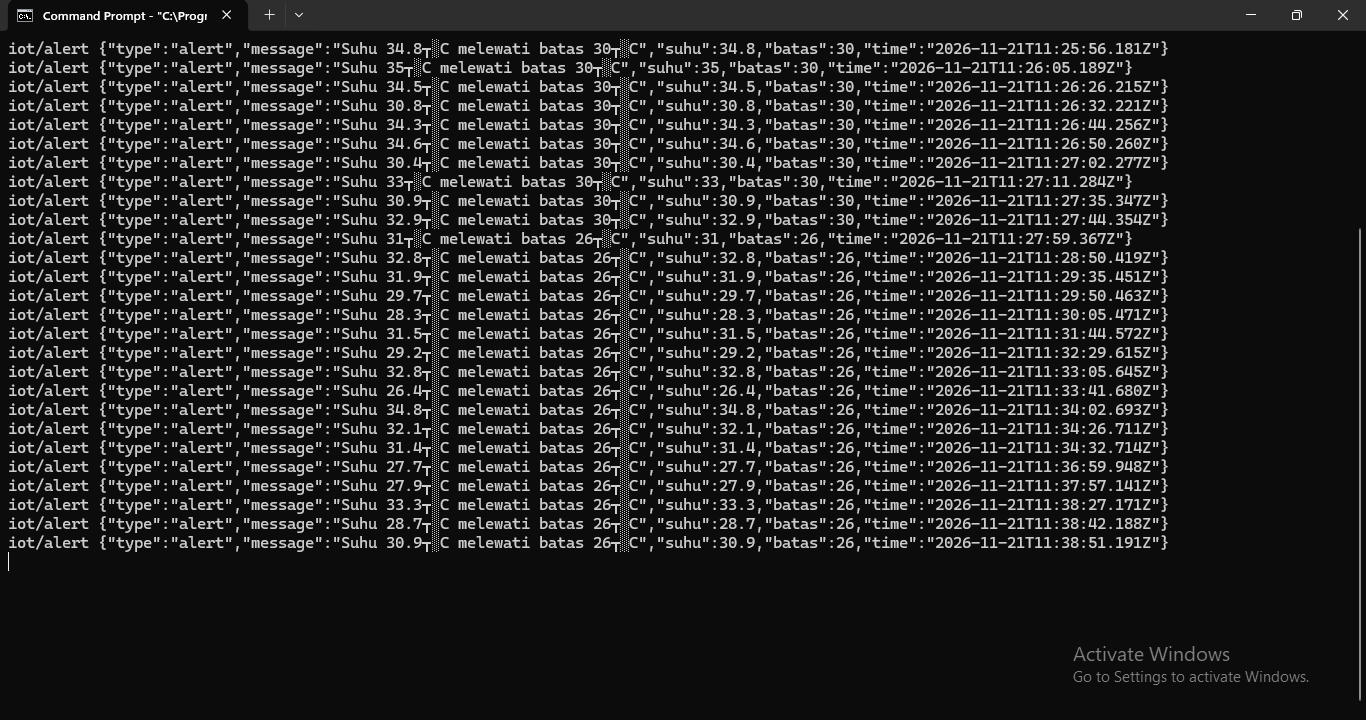 Command Prompt - "C:\Progr
iot/alert {"type":"alert","message":"Suhu 34.8┬░C melewati batas 30┬░C","suhu":34.8,"batas":30,"time":"2026-11-21T11:25:56.181Z"}
iot/alert {"type":"alert","message":"Suhu 35┬░C melewati batas 30┬░C","suhu":35,"batas":30,"time":"2026-11-21T11:26:05.189Z"}
iot/alert {"type":"alert","message":"Suhu 34.5┬░C melewati batas 30┬░C","suhu":34.5,"batas":30,"time":"2026-11-21T11:26:26.215Z"}
iot/alert {"type":"alert","message":"Suhu 30.8┬░C melewati batas 30┬░C","suhu":30.8,"batas":30,"time":"2026-11-21T11:26:32.221Z"}
iot/alert {"type":"alert","message":"Suhu 34.3┬░C melewati batas 30┬░C","suhu":34.3,"batas":30,"time":"2026-11-21T11:26:44.256Z"}
iot/alert {"type":"alert","message":"Suhu 34.6┬░C melewati batas 30┬░C","suhu":34.6,"batas":30,"time":"2026-11-21T11:26:50.260Z"}
iot/alert {"type":"alert","message":"Suhu 30.4┬░C melewati batas 30┬░C","suhu":30.4,"batas":30,"time":"2026-11-21T11:27:02.277Z"}
iot/alert {"type":"alert","message":"Suhu 33┬░C melewati batas 30┬░C","suhu":33,"batas":30,"time":"2026-11-21T11:27:11.284Z"}
iot/alert {"type":"alert","message":"Suhu 30.9┬░C melewati batas 30┬░C","suhu":30.9,"batas":30,"time":"2026-11-21T11:27:35.347Z"}
iot/alert {"type":"alert","message":"Suhu 32.9┬░C melewati batas 30┬░C","suhu":32.9,"batas":30,"time":"2026-11-21T11:27:44.354Z"}
iot/alert {"type":"alert","message":"Suhu 31┬░C melewati batas 26┬░C","suhu":31,"batas":26,"time":"2026-11-21T11:27:59.367Z"}
iot/alert {"type":"alert","message":"Suhu 32.8┬░C melewati batas 26┬░C","suhu":32.8,"batas":26,"time":"2026-11-21T11:28:50.419Z"}
iot/alert {"type":"alert","message":"Suhu 31.9┬░C melewati batas 26┬░C","suhu":31.9,"batas":26,"time":"2026-11-21T11:29:35.451Z"}
iot/alert {"type":"alert","message":"Suhu 29.7┬░C melewati batas 26┬░C","suhu":29.7,"batas":26,"time":"2026-11-21T11:29:50.463Z"}
iot/alert {"type":"alert","message":"Suhu 28.3┬░C melewati batas 26┬░C","suhu":28.3,"batas":26,"time":"2026-11-21T11:30:05.471Z"}
iot/alert {"type":"alert","message":"Suhu 31.5┬░C melewati batas 26┬░C","suhu":31.5,"batas":26,"time":"2026-11-21T11:31:44.572Z"}
iot/alert {"type":"alert","message":"Suhu 29.2┬░C melewati batas 26┬░C","suhu":29.2,"batas":26,"time":"2026-11-21T11:32:29.615Z"}
iot/alert {"type":"alert","message":"Suhu 32.8┬░C melewati batas 26┬░C","suhu":32.8,"batas":26,"time":"2026-11-21T11:33:05.645Z"}
iot/alert {"type":"alert","message":"Suhu 26.4┬░C melewati batas 26┬░C","suhu":26.4,"batas":26,"time":"2026-11-21T11:33:41.680Z"}
iot/alert {"type":"alert","message":"Suhu 34.8┬░C melewati batas 26┬░C","suhu":34.8,"batas":26,"time":"2026-11-21T11:34:02.693Z"}
iot/alert {"type":"alert","message":"Suhu 32.1┬░C melewati batas 26┬░C","suhu":32.1,"batas":26,"time":"2026-11-21T11:34:26.711Z"}
iot/alert {"type":"alert","message":"Suhu 31.4┬░C melewati batas 26┬░C","suhu":31.4,"batas":26,"time":"2026-11-21T11:34:32.714Z"}
iot/alert {"type":"alert","message":"Suhu 27.7┬░C melewati batas 26┬░C","suhu":27.7,"batas":26,"time":"2026-11-21T11:36:59.948Z"}
iot/alert {"type":"alert","message":"Suhu 27.9┬░C melewati batas 26┬░C","suhu":27.9,"batas":26,"time":"2026-11-21T11:37:57.141Z"}
iot/alert {"type":"alert","message":"Suhu 33.3┬░C melewati batas 26┬░C","suhu":33.3,"batas":26,"time":"2026-11-21T11:38:27.171Z"}
iot/alert {"type":"alert","message":"Suhu 28.7┬░C melewati batas 26┬░C","suhu":28.7,"batas":26,"time":"2026-11-21T11:38:42.188Z"}
iot/alert {"type":"alert","message":"Suhu 30.9┬░C melewati batas 26┬░C","suhu":30.9,"batas":26,"time":"2026-11-21T11:38:51.191Z"}
Activate Windows
Go to Settings to activate Windows.